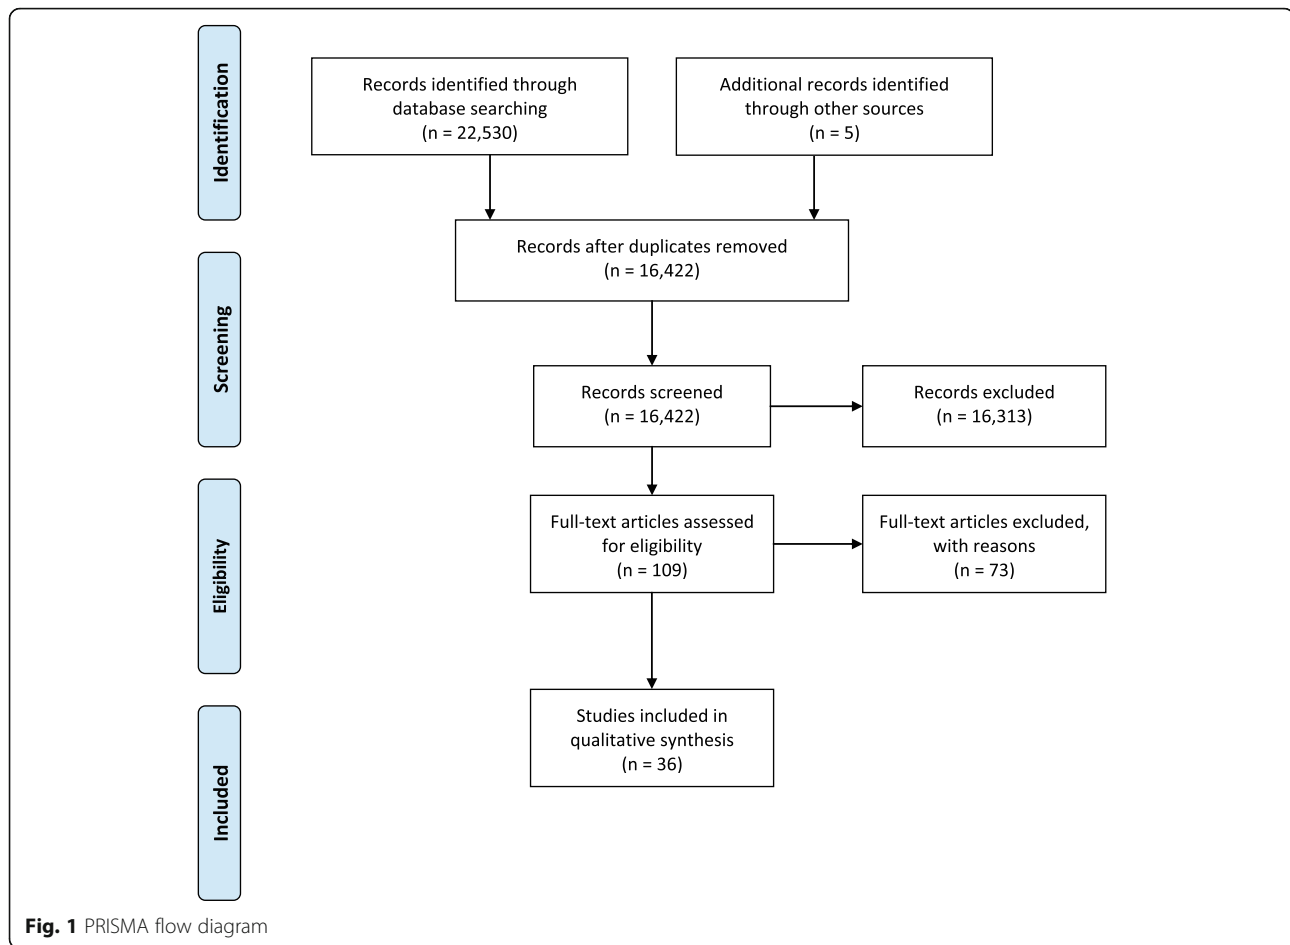 Identification
Records identified through
database searching
(n = 22,530)
Additional records identified
through other sources
(n = 5)
Records after duplicates removed
(n = 16,422)
Screening
Records screened
(n = 16,422)
Records excluded
(n = 16,313)
Eligibility
Full-text articles assessed
for eligibility
(n = 109)
Full-text articles excluded,
with reasons
(n = 73)
Included
Studies included in
qualitative synthesis
(n = 36)
Fig. 1 PRISMA flow diagram